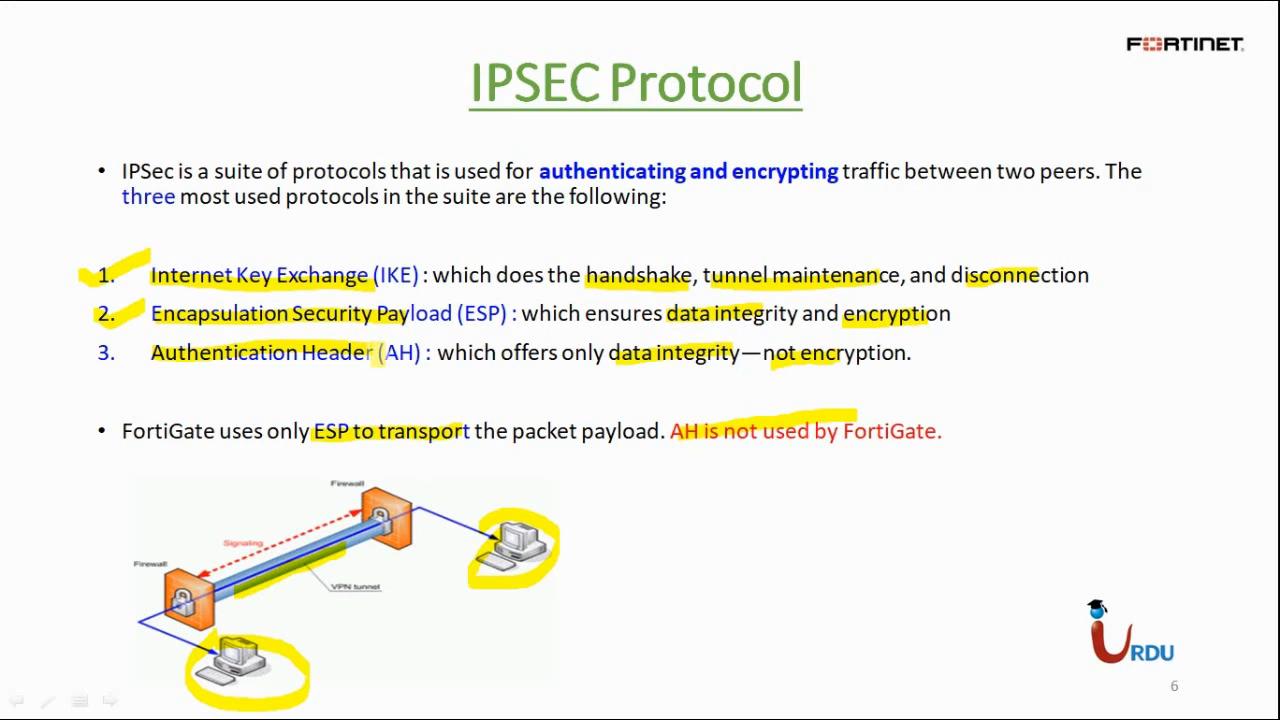 FORTINET
IPSEC Protocol
• IPSec is a suite of protocols that is used for authenticating and encrypting traffic between two peers. The
three most used protocols in the suite are the following:
1. Internet Key Exchange (IKE) : which does the handshake, tunnel maintenance, and disconnection
2. Encapsulation Security Payload (ESP) : which ensures data integrity and encryption
3. Authentication Header (AH) : which offers only data integrity—not encryption.
• FortiGate uses only ESP to transport the packet payload. AH is not used by FortiGate.
Firewall
Signaling
Firewall
VPN tunnel
URDU
6